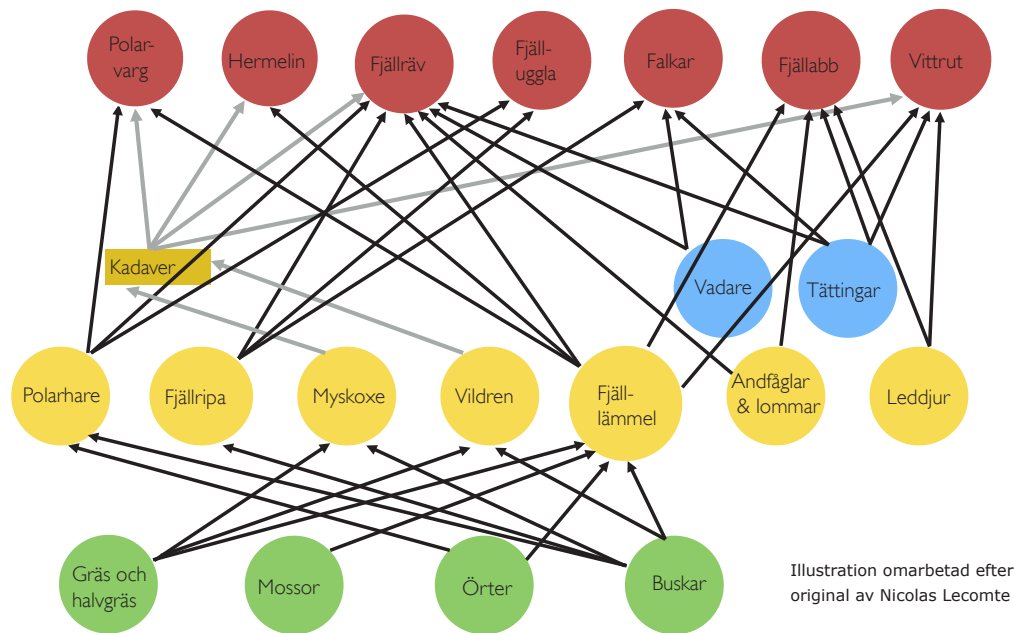 Polar-
varg
Hermelin
Fjällräv
Fjäll-
uggla
Falkar
Fjällabb
Vittrut
Kadaver
Vadare
Tättingar
Polarhare
Fjällripa
Myskoxe
Vildren
Fjäll-
lämmel
Andfåglar
& lommar
Leddjur
Gräs och
halvgräs
Mossor
Örter
Buskar
Illustration omarbetad efter
original av Nicolas Lecomte